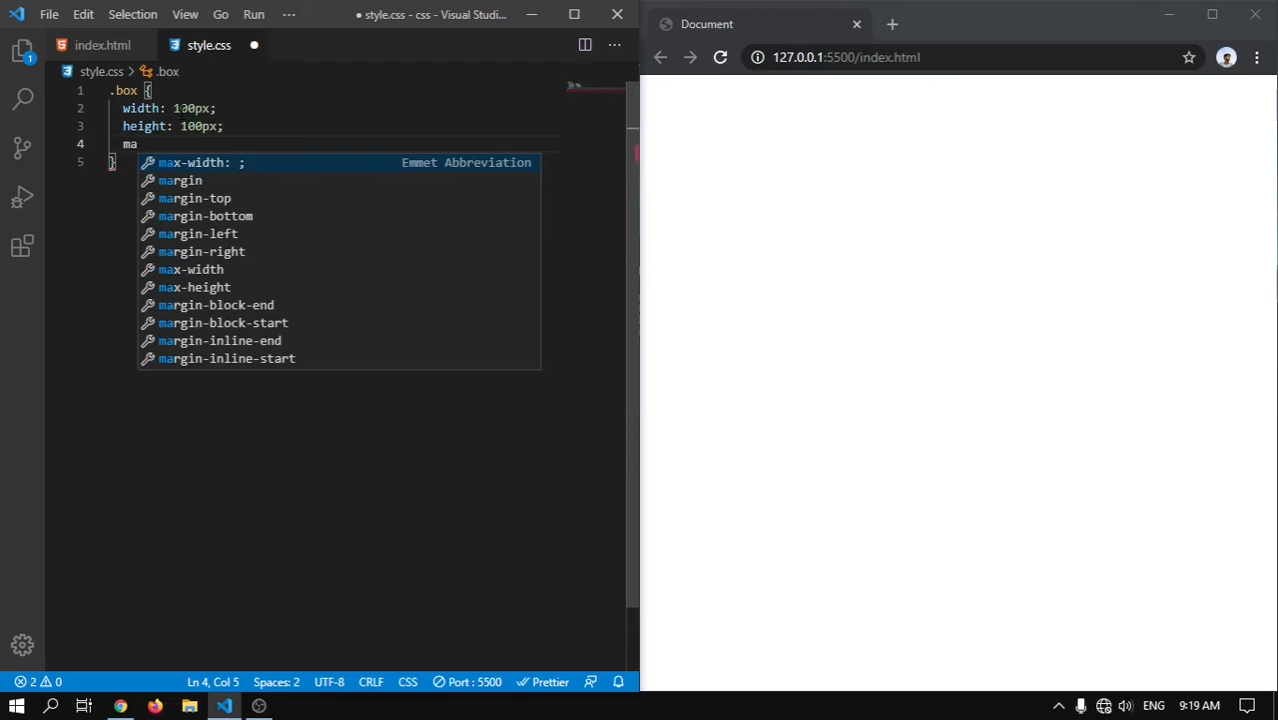 File Edit Selection View Go Run ··· ● style.css - css - Visual Studi...
Document
index.html style.css ● ···
127.0.0.1:5500/index.html
style.css > .box
1 .box {
2 width: 100px;
3 height: 100px;
4 ma
5 }
max-width: ; Emmet Abbreviation
margin
margin-top
margin-bottom
margin-left
margin-right
max-width
max-height
margin-block-end
margin-block-start
margin-inline-end
margin-inline-start
1
2 0 Ln 4, Col 5 Spaces: 2 UTF-8 CRLF CSS Port : 5500 Prettier
ENG 9:19 AM